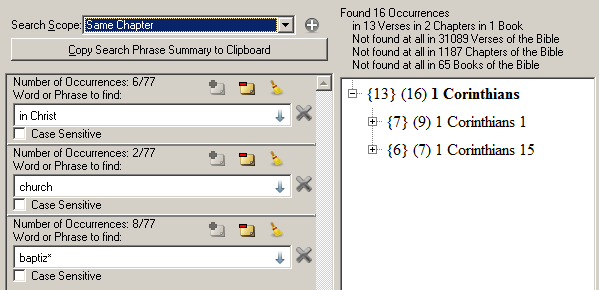 Search Scope: Same Chapter
Copy Search Phrase Summary to Clipboard
Number of Occurrences: 6/77
Word or Phrase to find:
in Christ
Case Sensitive
Number of Occurrences: 2/77
Word or Phrase to find:
church
Case Sensitive
Number of Occurrences: 8/77
Word or Phrase to find:
baptiz*
Case Sensitive
Found 16 Occurrences
in 13 Verses in 2 Chapters in 1 Book
Not found at all in 31089 Verses of the Bible
Not found at all in 1187 Chapters of the Bible
Not found at all in 65 Books of the Bible
{13} (16) 1 Corinthians
{7} (9) 1 Corinthians 1
{6} (7) 1 Corinthians 15